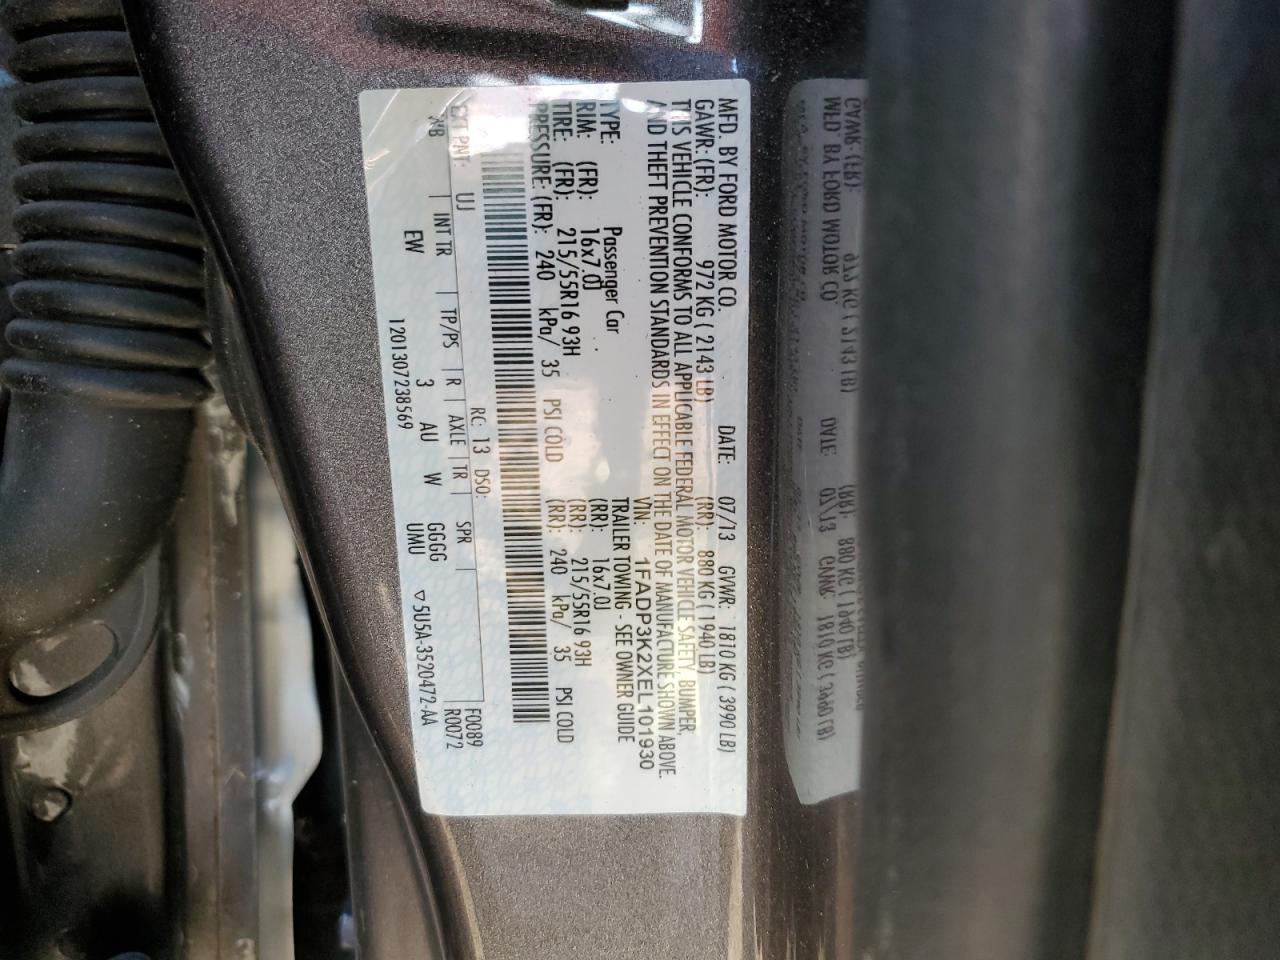 MFD. BY FORD MOTOR CO. DATE: 07/13 GVWR: 1810 KG ( 3990 LB)
GAWR: (FR): 972 KG ( 2143 LB) (RR): 880 KG ( 1940 LB)
THIS VEHICLE CONFORMS TO ALL APPLICABLE FEDERAL MOTOR VEHICLE SAFETY, BUMPER,
AND THEFT PREVENTION STANDARDS IN EFFECT ON THE DATE OF MANUFACTURE SHOWN ABOVE.
VIN: 1FADP3K2XEL101930
TYPE: Passenger Car TRAILER TOWING - SEE OWNER GUIDE
RIM: (FR): 16x7.0J (RR): 16x7.0J
TIRE: (FR): 215/55R16 93H (RR): 215/55R16 93H
PRESSURE: (FR): 240 kPa/ 35 PSI COLD (RR): 240 kPa/ 35 PSI COLD
RC: 13 DSO: F0089
EXT PNT: UJ R0072
WB INT TR TP/PS R AXLE TR SPR
EW 3 AU W GGGG
UMU
1201307238569 ▽5U5A-3520472-AA